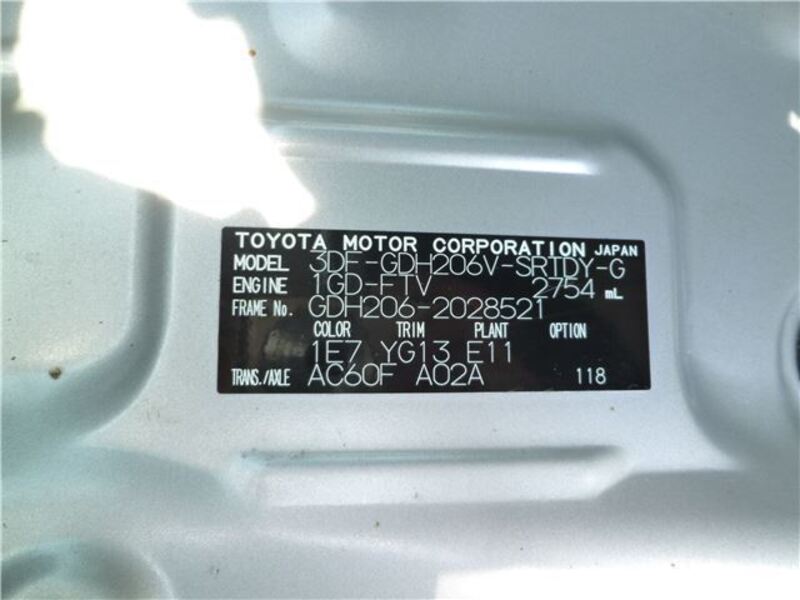 TOYOTA MOTOR CORPORATION JAPAN
MODEL 3DF-GDH206V-SRTDY-G
ENGINE 1GD-FTV 2754 mL
FRAME No. GDH206-2028521
COLOR TRIM PLANT OPTION
1E7 YG13 E11
TRANS./AXLE AC60F A02A 118